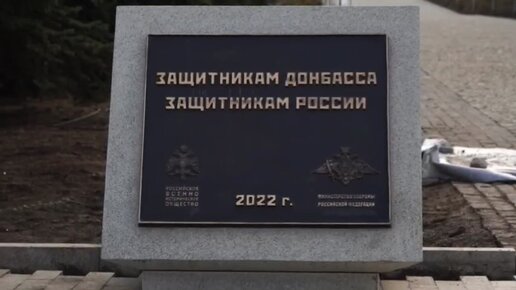 ЗАЩИТНИКАМ ДОНБАССА
ЗАЩИТНИКАМ РОССИИ
РОССИЙСКОЕ
ВОЕННО
ИСТОРИЧЕСКОЕ
ОБЩЕСТВО
2022 г.
МИНИСТЕРСТВО ОБОРОНЫ
РОССИЙСКОЙ ФЕДЕРАЦИИ